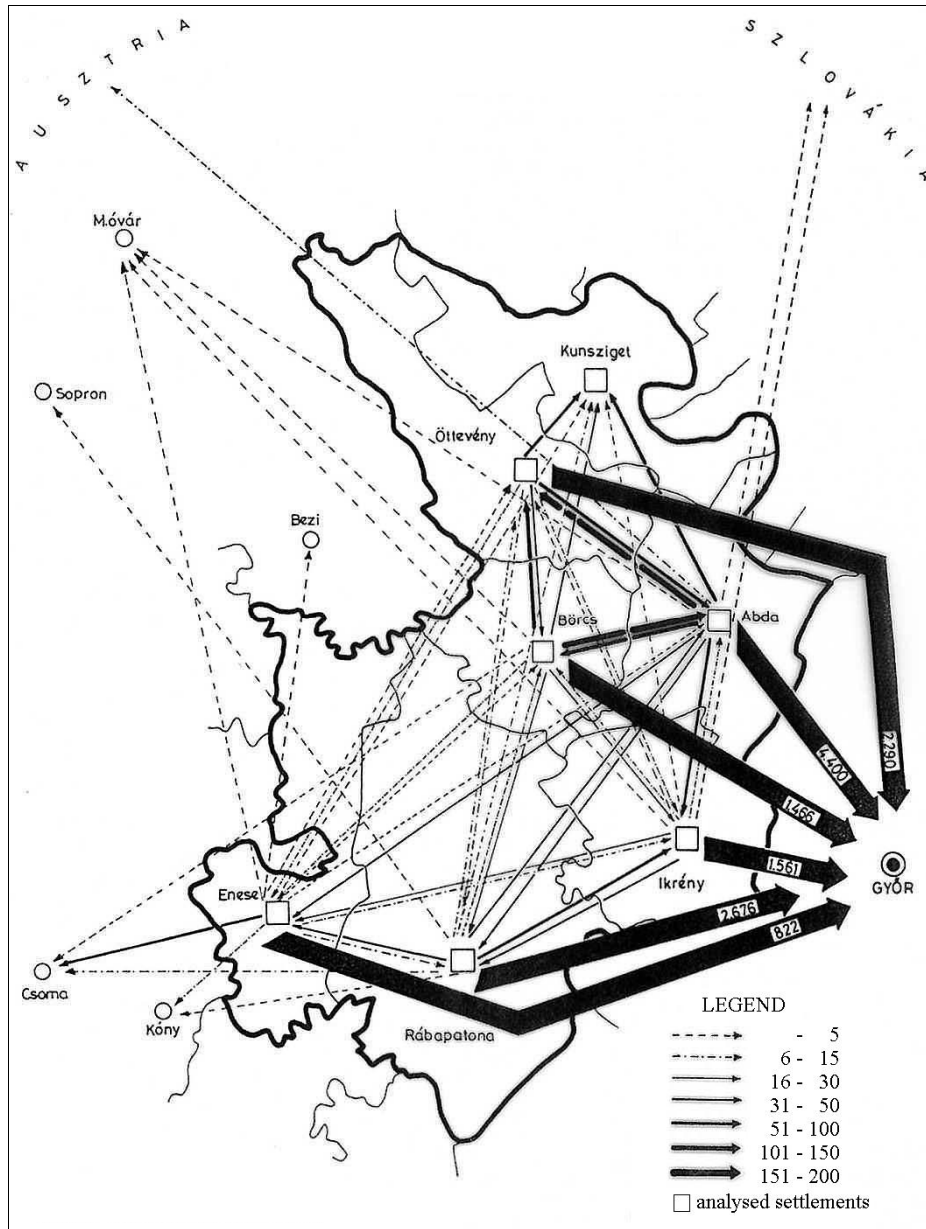 AUSZTRIA
SZLOVÁKIA
M.óvár
Sopron
Kunsziget
Öttevény
Bezi
Börcs
Abda
2.290
4.400
1.466
1.561
Ikrény
GYŐR
Enese
2.676
822
Csorna
Kóny
Rábapatona
LEGEND
- 5
6 - 15
16 - 30
31 - 50
51 - 100
101 - 150
151 - 200
analysed settlements